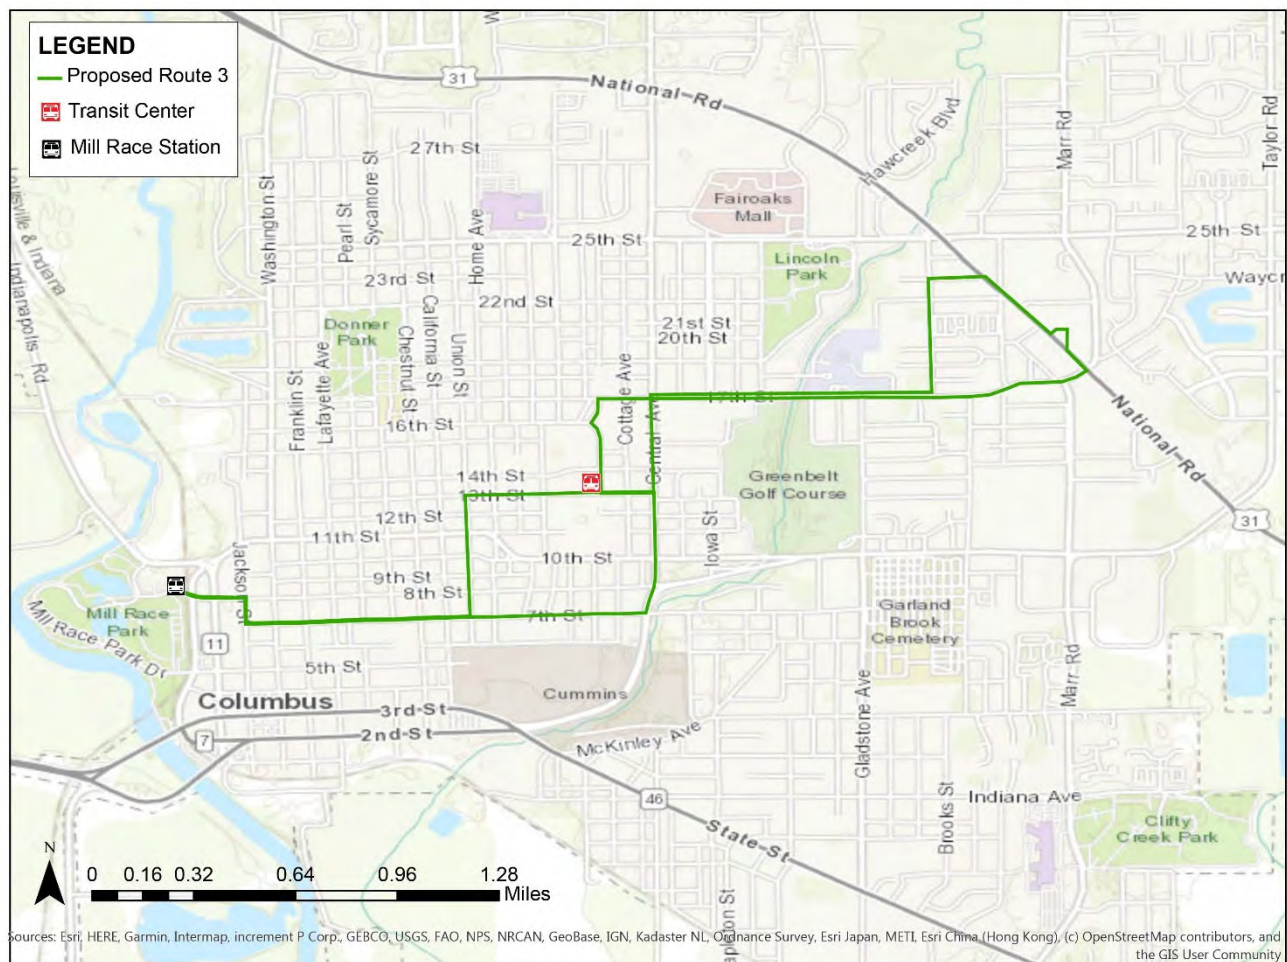 LEGEND
Proposed Route 3
Transit Center
Mill Race Station
31
National Rd
Hawcreek Blvd
Marr Rd
Taylor Rd
27th St
Washington St
Pearl St
Sycamore St
Home Ave
Fairoaks
Mall
25th St
25th St
Louisville & Indiana
Indianapolis Rd
23rd St
22nd St
Lincoln
Park
Waycr
Donner
Park
California St
Chestnut St
Union St
21st St
20th St
Franklin St
Lafayette Ave
Cottage Ave
Central Ave
17th St
16th St
National Rd
14th St
13th St
Greenbelt
Golf Course
12th St
11th St
Iowa St
31
10th St
Jackson St
9th St
8th St
7th St
Mill Race
Park
Mill Race Park Dr
11
Garland
Brook
Cemetery
5th St
Cummins
Columbus
3rd St
2nd St
7
McKinley Ave
Gladstone Ave
Marr Rd
46
State St
Brooks St
Indiana Ave
Clifty
Creek Park
N
0 0.16 0.32 0.64 0.96 1.28
Miles
apleton St
Sources: Esri, HERE, Garmin, Intermap, increment P Corp., GEBCO, USGS, FAO, NPS, NRCAN, GeoBase, IGN, Kadaster NL, Ordnance Survey, Esri Japan, METI, Esri China (Hong Kong), (c) OpenStreetMap contributors, and
the GIS User Community